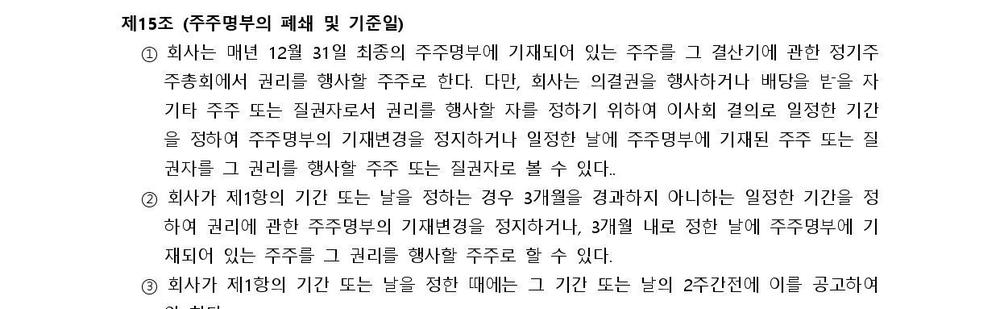 제15조 (주주명부의 폐쇄 및 기준일)
① 회사는 매년 12월 31일 최종의 주주명부에 기재되어 있는 주주를 그 결산기에 관한 정기주
주총회에서 권리를 행사할 주주로 한다. 다만, 회사는 의결권을 행사하거나 배당을 받을 자
기타 주주 또는 질권자로서 권리를 행사할 자를 정하기 위하여 이사회 결의로 일정한 기간
을 정하여 주주명부의 기재변경을 정지하거나 일정한 날에 주주명부에 기재된 주주 또는 질
권자를 그 권리를 행사할 주주 또는 질권자로 볼 수 있다..
② 회사가 제1항의 기간 또는 날을 정하는 경우 3개월을 경과하지 아니하는 일정한 기간을 정
하여 권리에 관한 주주명부의 기재변경을 정지하거나, 3개월 내로 정한 날에 주주명부에 기
재되어 있는 주주를 그 권리를 행사할 주주로 할 수 있다.
③ 회사가 제1항의 기간 또는 날을 정한 때에는 그 기간 또는 날의 2주간전에 이를 공고하여